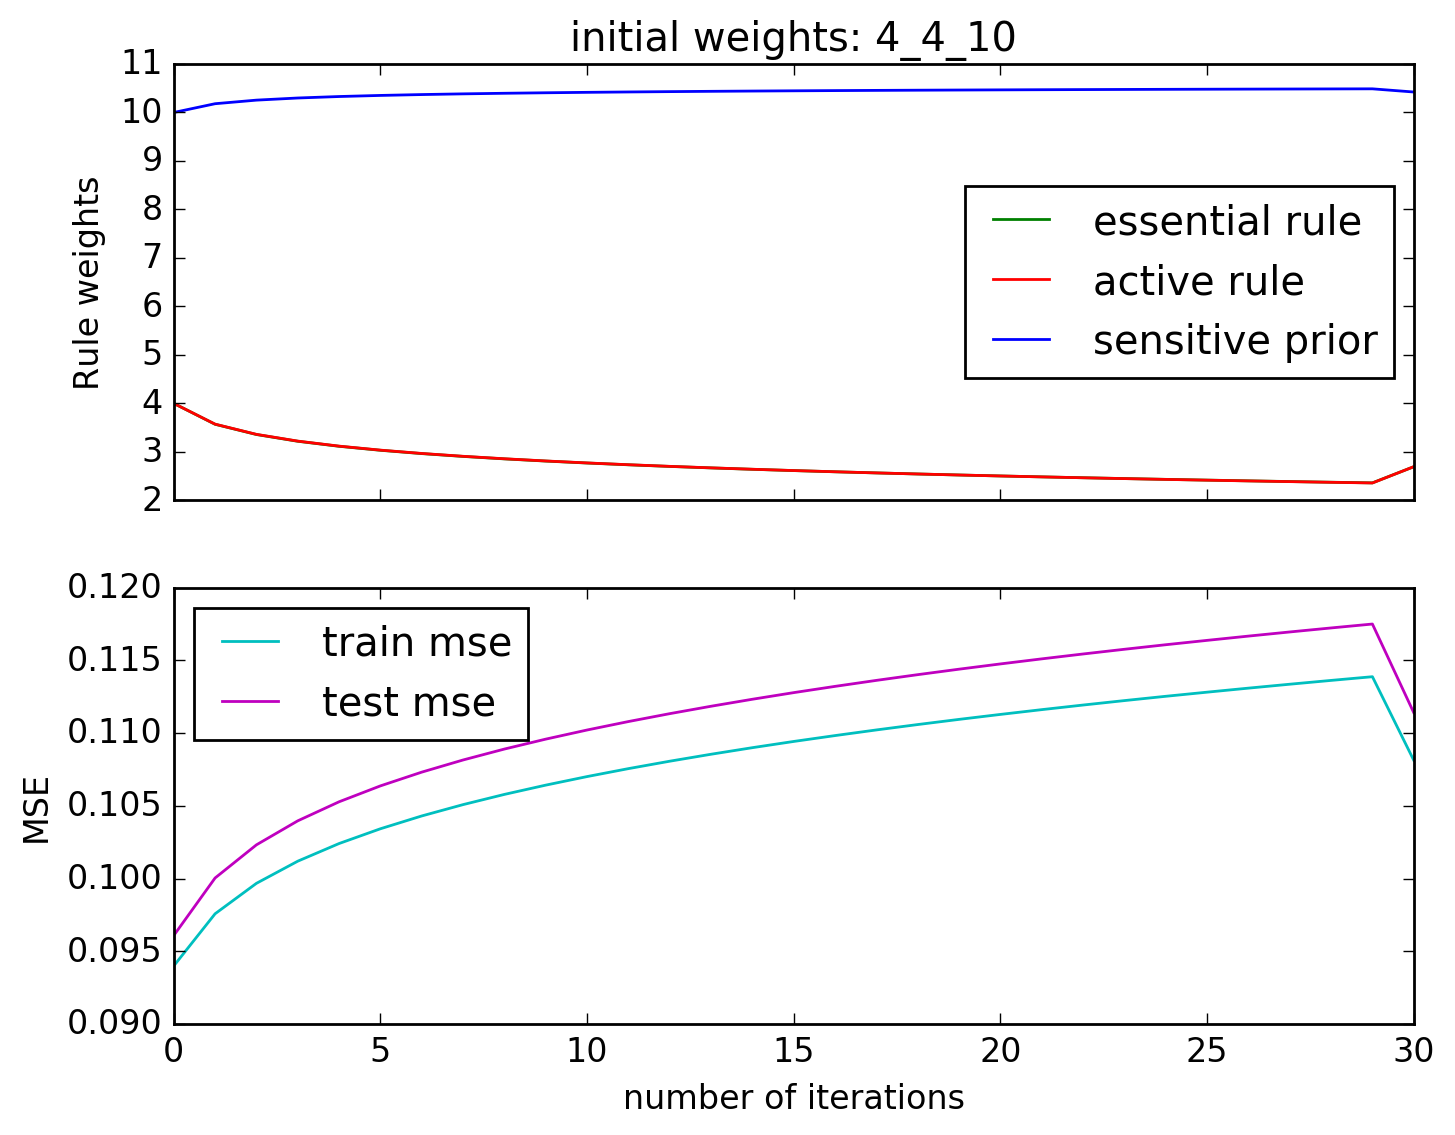 initial weights: 4_4_10
11
10
9
8
7
6
5
4
3
2
Rule weights
essential rule
active rule
sensitive prior
0.120
0.115
0.110
0.105
0.100
0.095
0.090
MSE
train mse
test mse
0 5 10 15 20 25 30
number of iterations